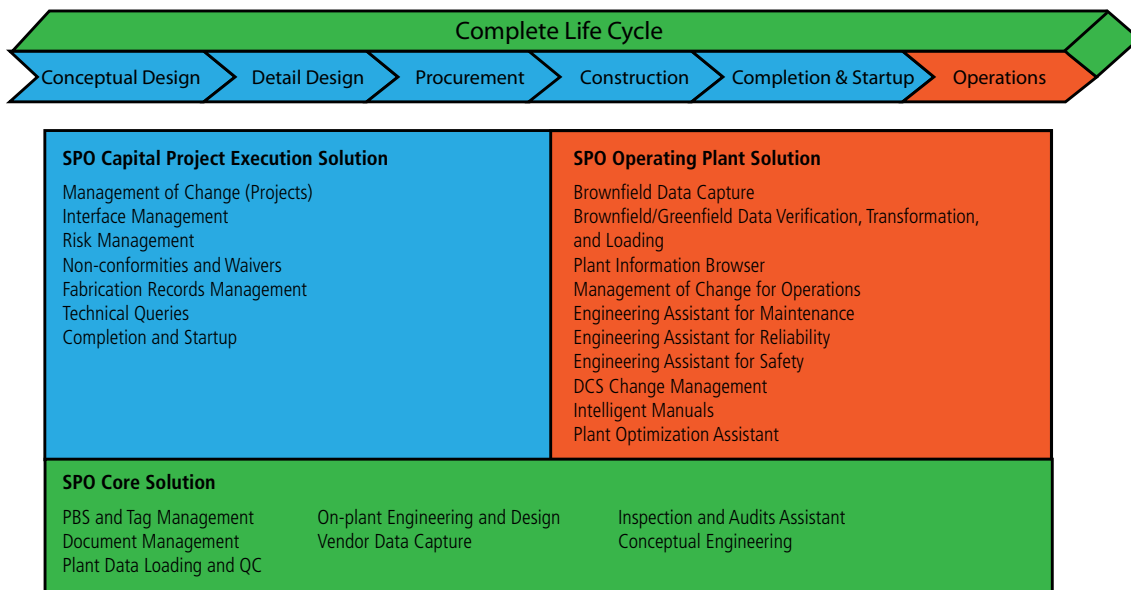 Complete Life Cycle
Conceptual Design
Detail Design
Procurement
Construction
Completion & Startup
Operations
SPO Capital Project Execution Solution
Management of Change (Projects)
Interface Management
Risk Management
Non-conformities and Waivers
Fabrication Records Management
Technical Queries
Completion and Startup
SPO Operating Plant Solution
Brownfield Data Capture
Brownfield/Greenfield Data Verification, Transformation,
and Loading
Plant Information Browser
Management of Change for Operations
Engineering Assistant for Maintenance
Engineering Assistant for Reliability
Engineering Assistant for Safety
DCS Change Management
Intelligent Manuals
Plant Optimization Assistant
SPO Core Solution
PBS and Tag Management
Document Management
Plant Data Loading and QC
On-plant Engineering and Design
Vendor Data Capture
Inspection and Audits Assistant
Conceptual Engineering